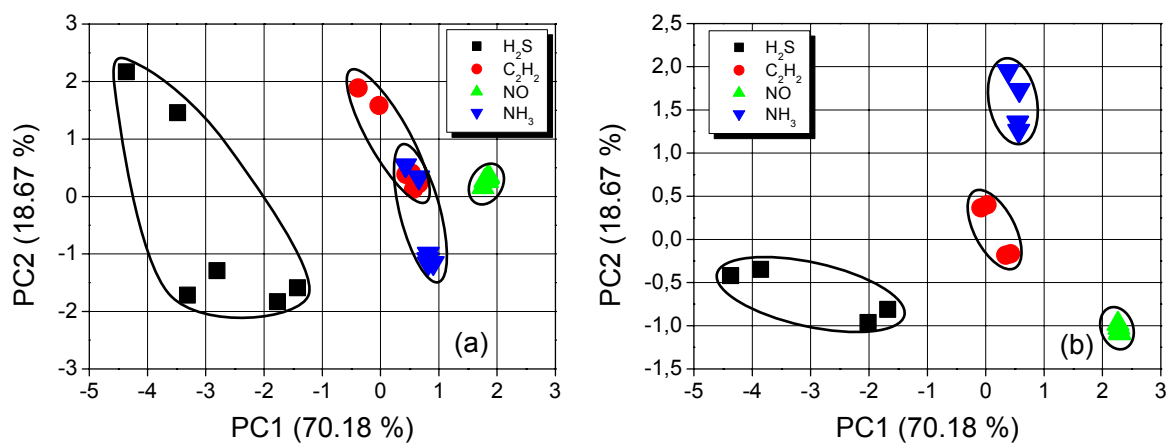 3
2
1
0
-1
-2
-3
PC2 (18.67 %)
H₂S
C₂H₂
NO
NH₃
(a)
-5 -4 -3 -2 -1 0 1 2 3
PC1 (70.18 %)
2,5
2,0
1,5
1,0
0,5
0,0
-0,5
-1,0
-1,5
PC2 (18.67 %)
H₂S
C₂H₂
NO
NH₃
(b)
-5 -4 -3 -2 -1 0 1 2 3
PC1 (70.18 %)